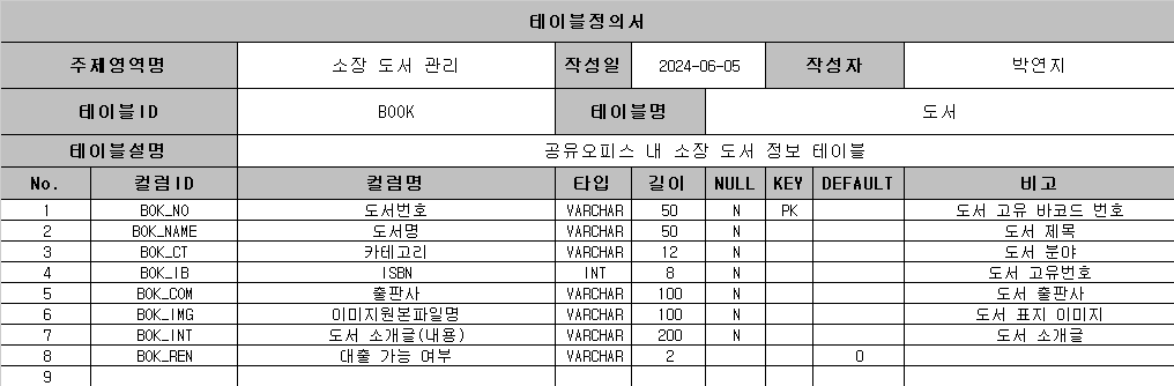 테이블정의서
주제영역명 소장 도서 관리 작성일 2024-06-05 작성자 박연지
테이블ID BOOK 테이블명 도서
테이블설명 공유오피스 내 소장 도서 정보 테이블
No. 컬럼ID 컬럼명 타입 길이 NULL KEY DEFAULT 비고
1 BOK_NO 도서번호 VARCHAR 50 N PK 도서 고유 바코드 번호
2 BOK_NAME 도서명 VARCHAR 50 N 도서 제목
3 BOK_CT 카테고리 VARCHAR 12 N 도서 분야
4 BOK_IB ISBN INT 8 N 도서 고유번호
5 BOK_COM 출판사 VARCHAR 100 N 도서 출판사
6 BOK_IMG 이미지원본파일명 VARCHAR 100 N 도서 표지 이미지
7 BOK_INT 도서 소개글(내용) VARCHAR 200 N 도서 소개글
8 BOK_REN 대출 가능 여부 VARCHAR 2 0
9